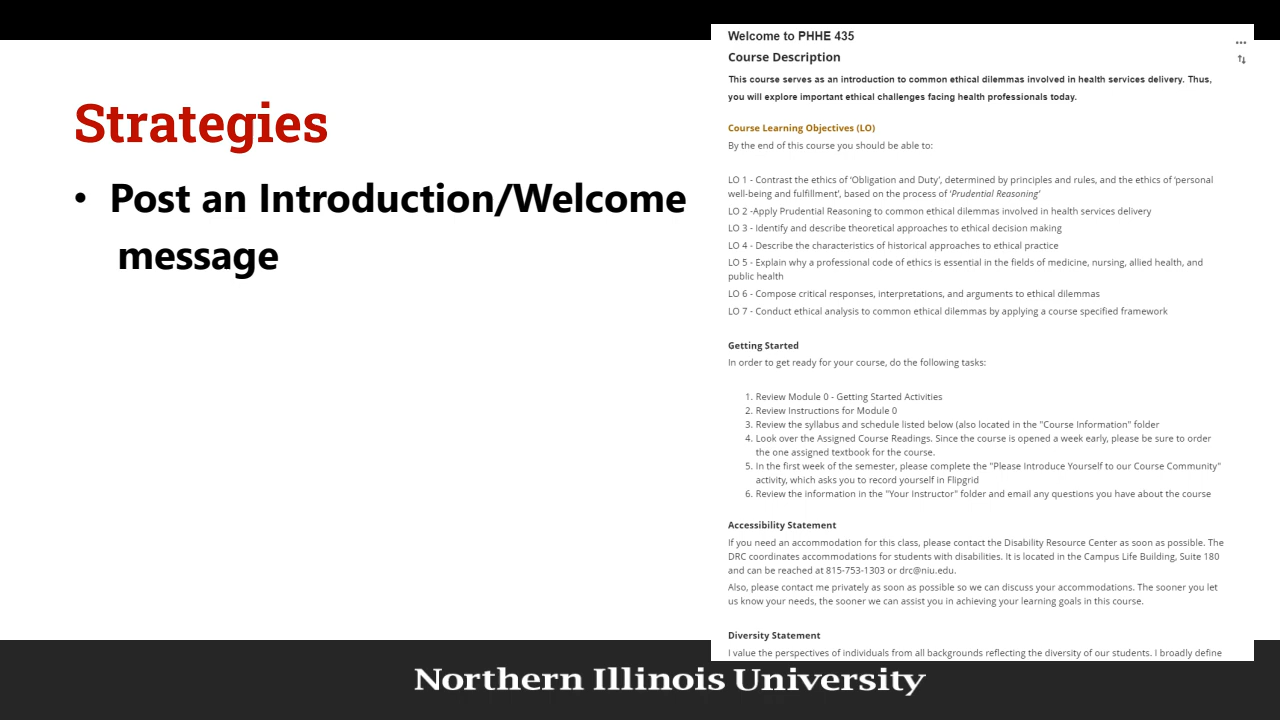 Strategies
• Post an Introduction/Welcome
message
Welcome to PHHE 435
Course Description
This course serves as an introduction to common ethical dilemmas involved in health services delivery. Thus,
you will explore important ethical challenges facing health professionals today.
Course Learning Objectives (LO)
By the end of this course you should be able to:
LO 1 - Contrast the ethics of ‘Obligation and Duty’, determined by principles and rules, and the ethics of ‘personal
well-being and fulfillment’, based on the process of ‘Prudential Reasoning’
LO 2 -Apply Prudential Reasoning to common ethical dilemmas involved in health services delivery
LO 3 - Identify and describe theoretical approaches to ethical decision making
LO 4 - Describe the characteristics of historical approaches to ethical practice
LO 5 - Explain why a professional code of ethics is essential in the fields of medicine, nursing, allied health, and
public health
LO 6 - Compose critical responses, interpretations, and arguments to ethical dilemmas
LO 7 - Conduct ethical analysis to common ethical dilemmas by applying a course specified framework
Getting Started
In order to get ready for your course, do the following tasks:
1. Review Module 0 - Getting Started Activities
2. Review Instructions for Module 0
3. Review the syllabus and schedule listed below (also located in the "Course Information" folder
4. Look over the Assigned Course Readings. Since the course is opened a week early, please be sure to order
the one assigned textbook for the course.
5. In the first week of the semester, please complete the "Please Introduce Yourself to our Course Community"
activity, which asks you to record yourself in Flipgrid
6. Review the information in the "Your Instructor" folder and email any questions you have about the course
Accessibility Statement
If you need an accommodation for this class, please contact the Disability Resource Center as soon as possible. The
DRC coordinates accommodations for students with disabilities. It is located in the Campus Life Building, Suite 180
and can be reached at 815-753-1303 or drc@niu.edu.
Also, please contact me privately as soon as possible so we can discuss your accommodations. The sooner you let
us know your needs, the sooner we can assist you in achieving your learning goals in this course.
Diversity Statement
I value the perspectives of individuals from all backgrounds reflecting the diversity of our students. I broadly define
Northern Illinois University